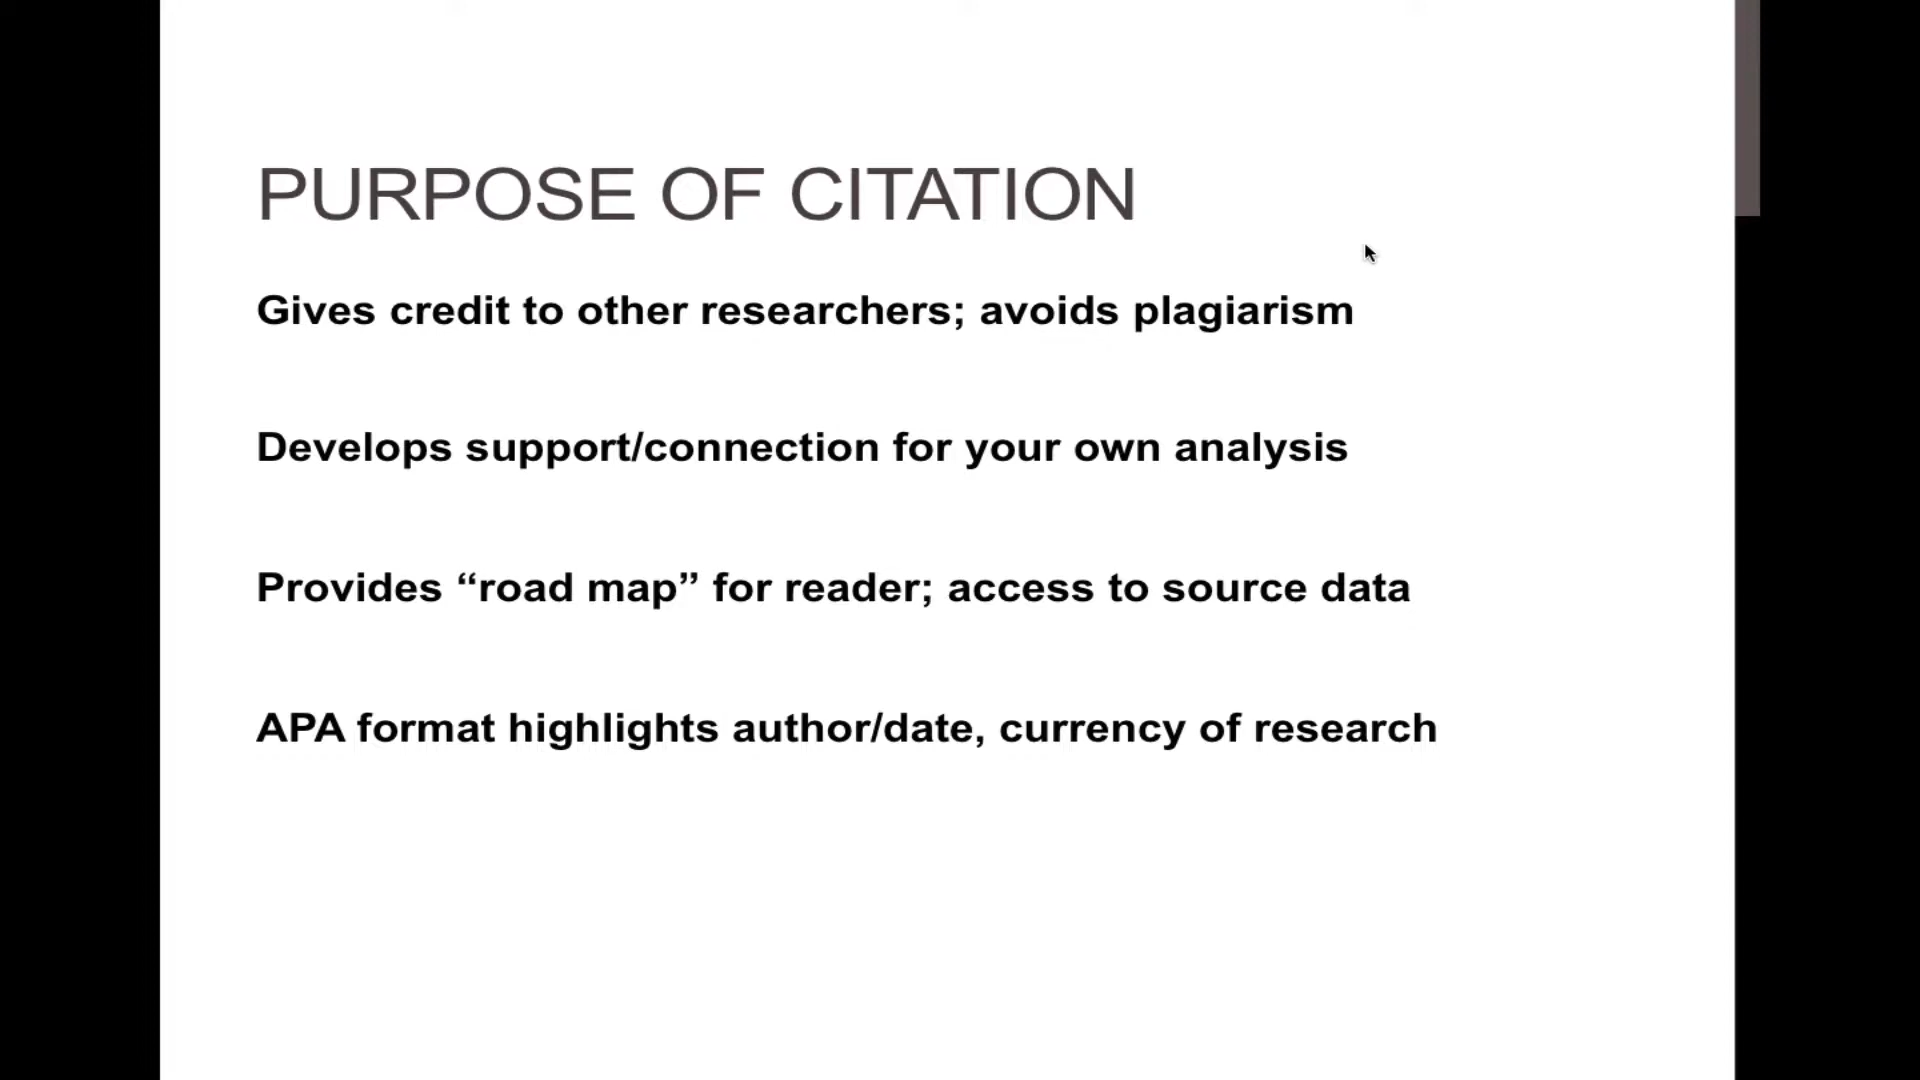 PURPOSE OF CITATION
Gives credit to other researchers; avoids plagiarism
Develops support/connection for your own analysis
Provides “road map” for reader; access to source data
APA format highlights author/date, currency of research